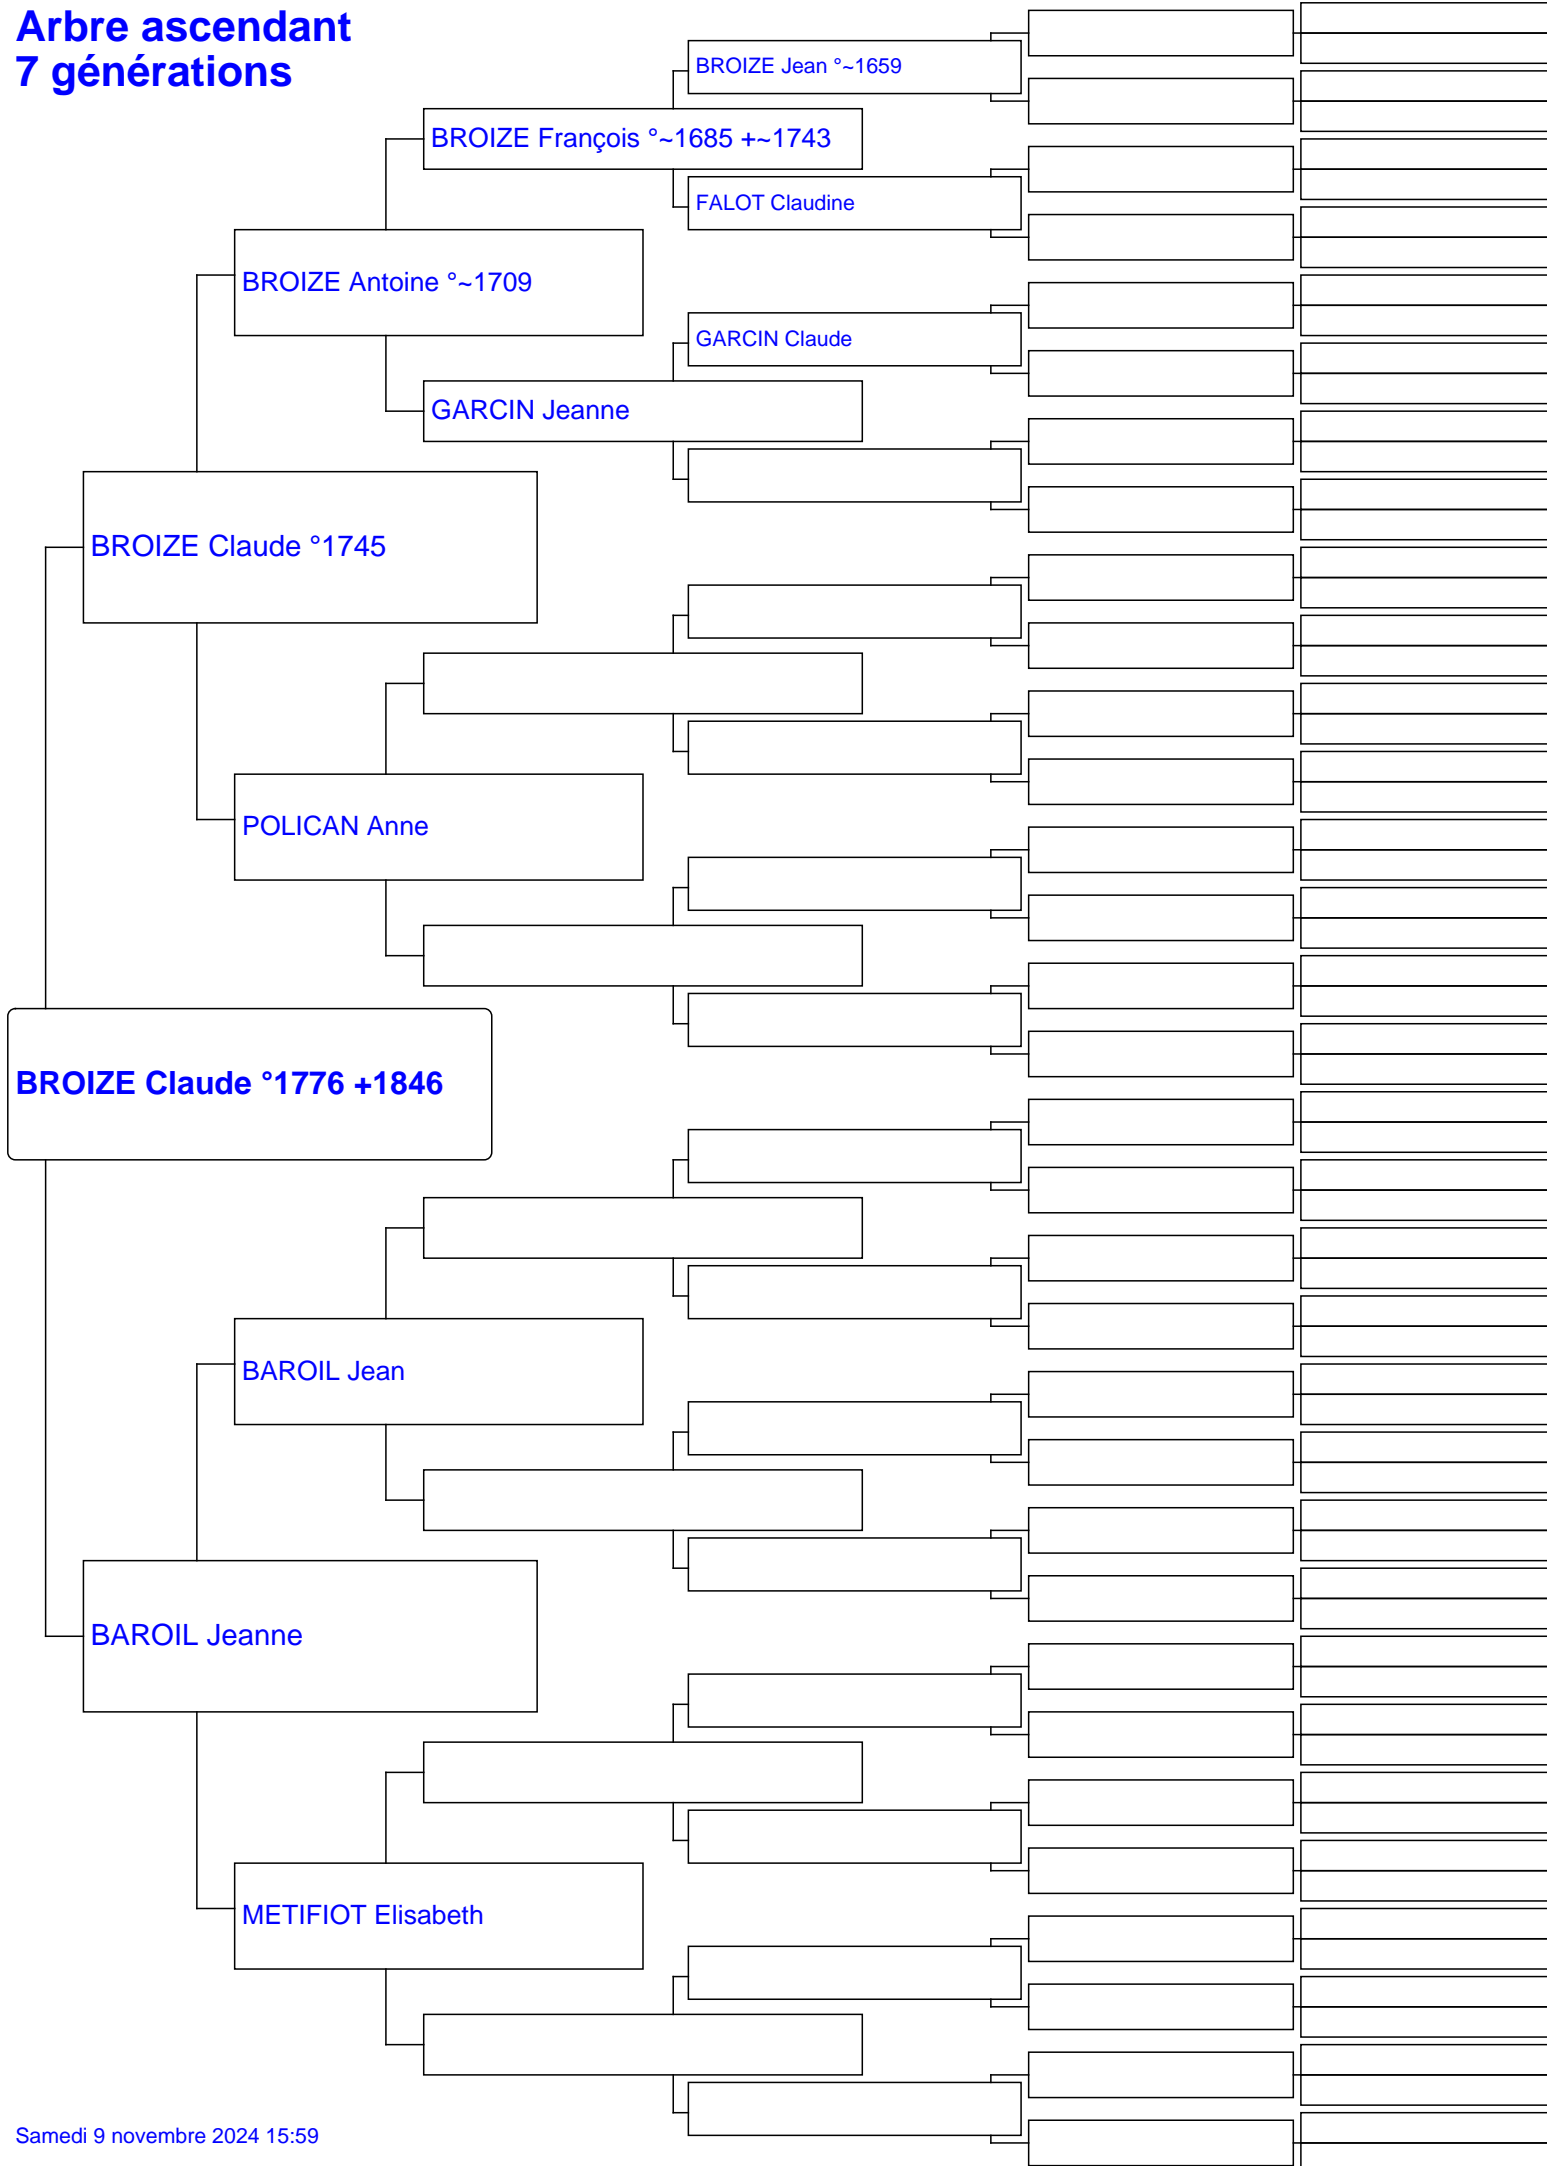 Arbre ascendant
7 générations
BROIZE Jean °~1659
BROIZE François °~1685 +~1743
FALOT Claudine
BROIZE Antoine °~1709
GARCIN Claude
GARCIN Jeanne
BROIZE Claude °1745
POLICAN Anne
BROIZE Claude °1776 +1846
BAROIL Jean
BAROIL Jeanne
METIFIOT Elisabeth
Samedi 9 novembre 2024 15:59